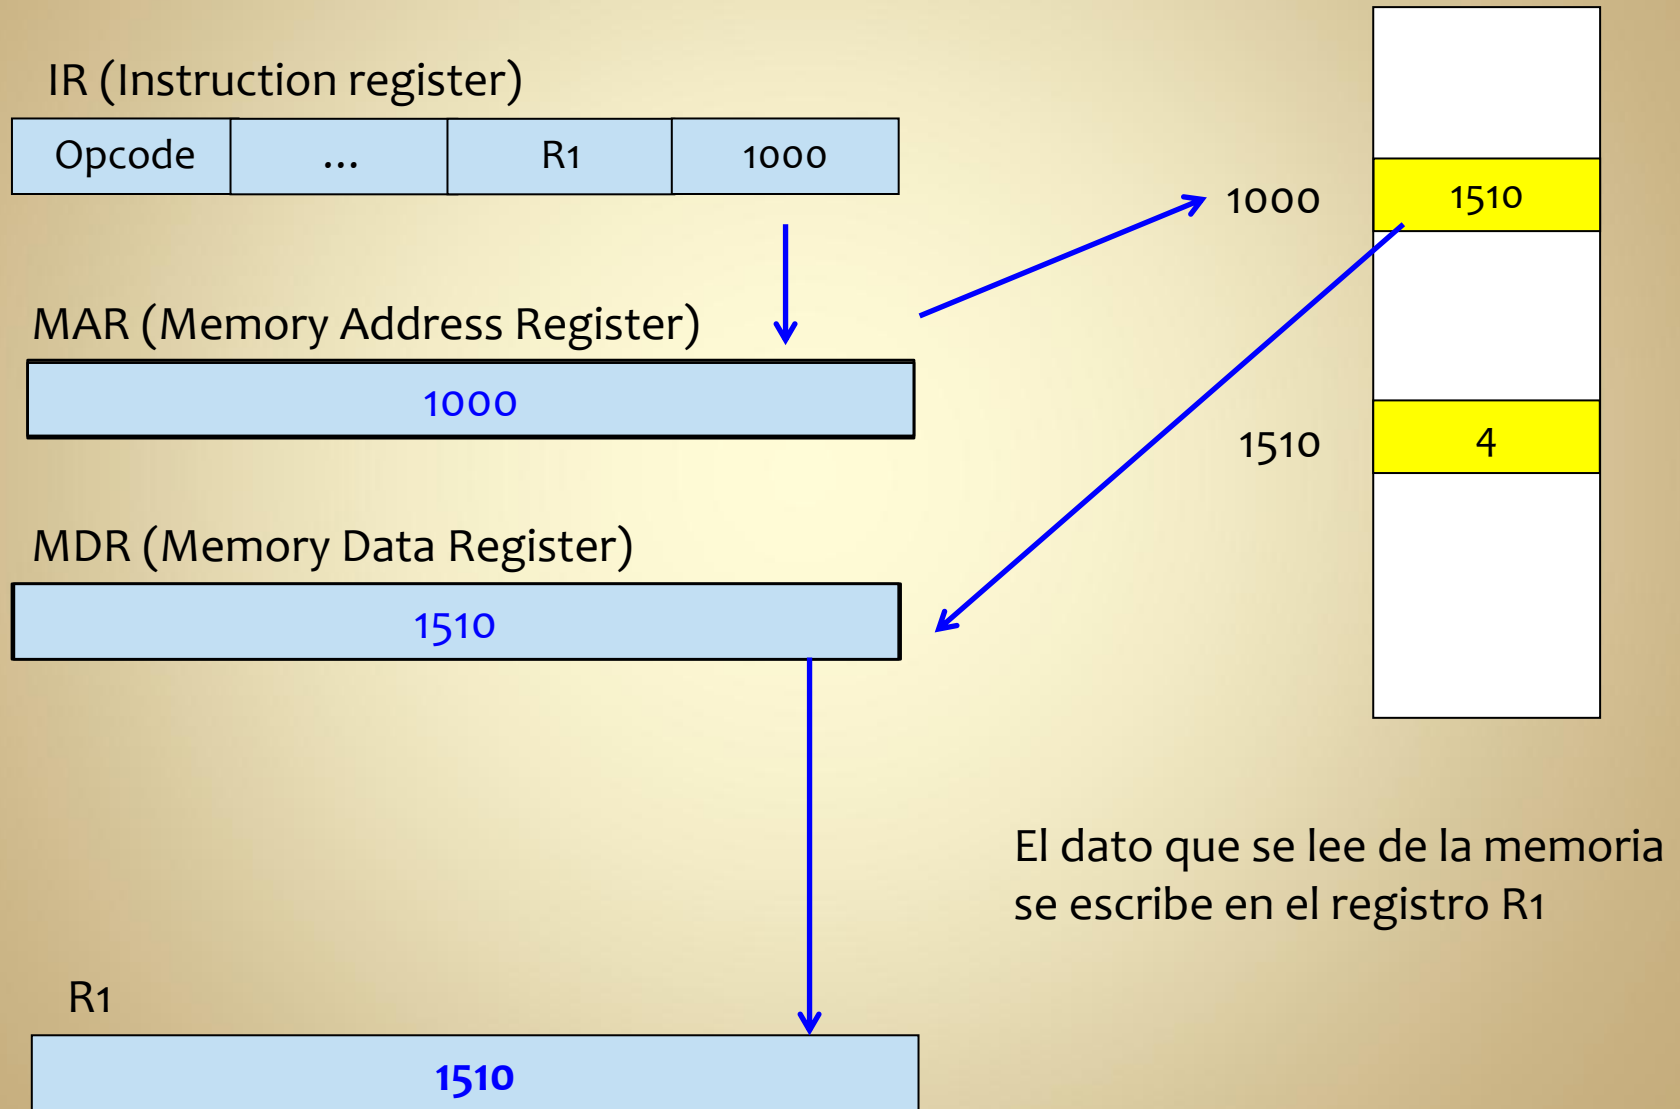 IR (Instruction register)
Opcode ... R1 1000
1000 1510
MAR (Memory Address Register)
1000
1510 4
MDR (Memory Data Register)
1510
El dato que se lee de la memoria
se escribe en el registro R1
R1
1510